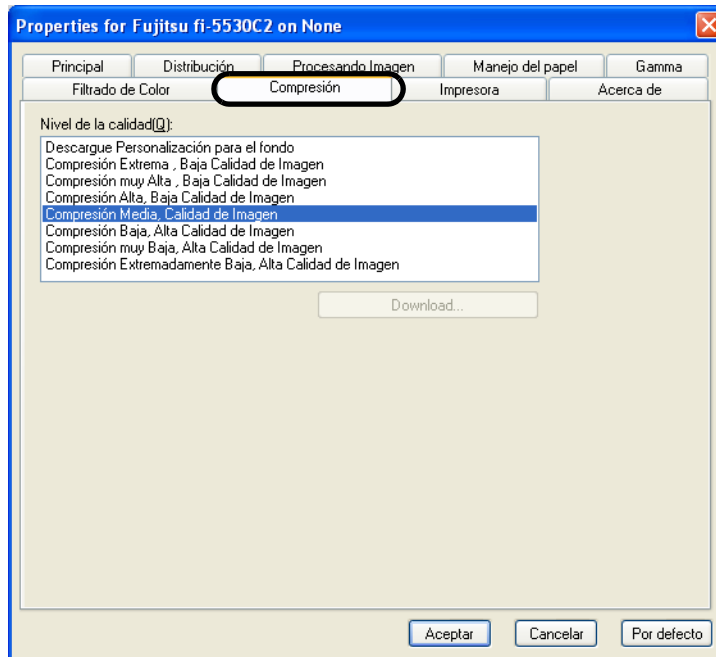 Properties for Fujitsu fi-5530C2 on None
Principal Distribución Procesando Imagen Manejo del papel Gamma
Filtrado de Color Compresión Impresora Acerca de
Nivel de la calidad(Q):
Descargue Personalización para el fondo
Compresión Extrema , Baja Calidad de Imagen
Compresión muy Alta , Baja Calidad de Imagen
Compresión Alta, Baja Calidad de Imagen
Compresión Media, Calidad de Imagen
Compresión Baja, Alta Calidad de Imagen
Compresión muy Baja, Alta Calidad de Imagen
Compresión Extremadamente Baja, Alta Calidad de Imagen
Download...
Aceptar Cancelar Por defecto